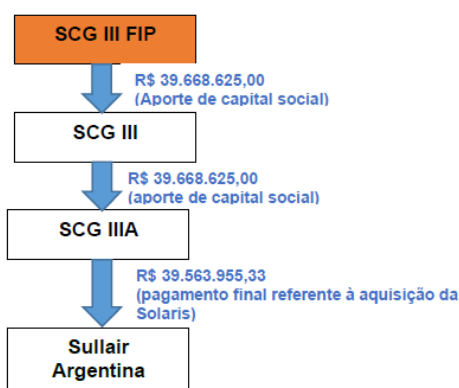 SCG III FIP
R$ 39.668.625,00
(Aporte de capital social)
SCG III
R$ 39.668.625,00
(aporte de capital social)
SCG IIIA
R$ 39.563.955,33
(pagamento final referente à aquisição da
Solaris)
Sullair
Argentina